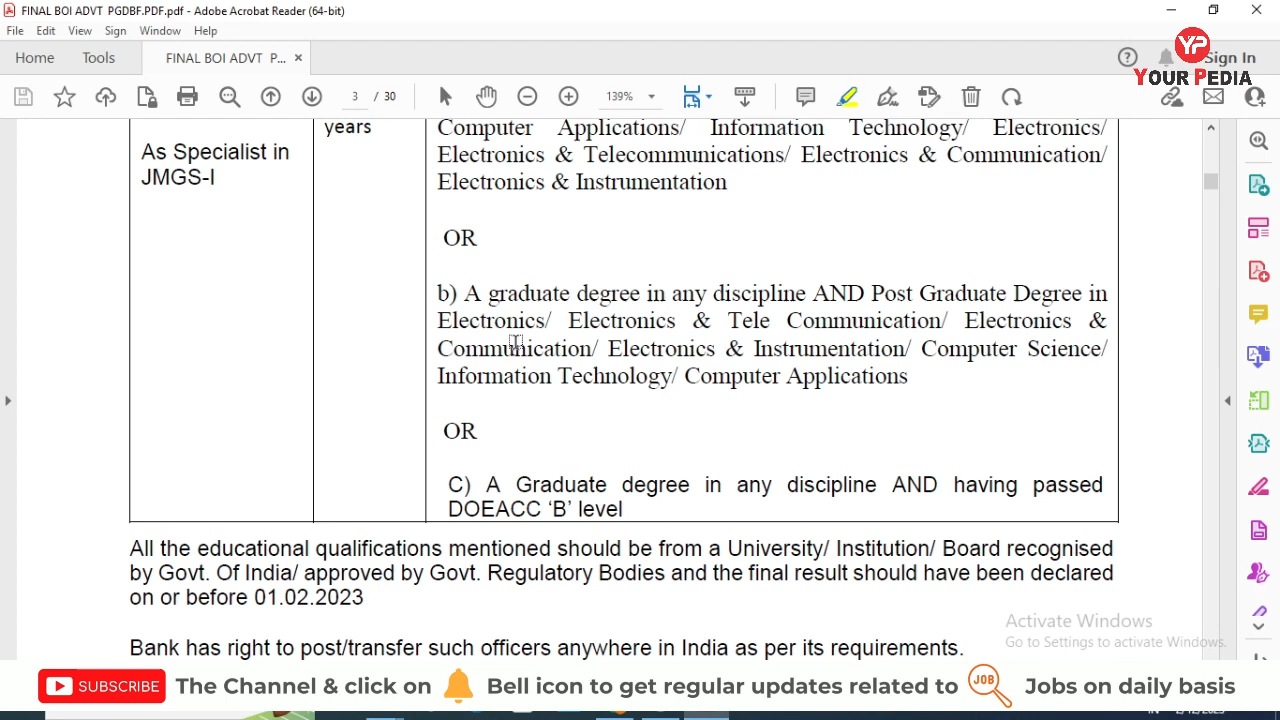 FINAL BOI ADVT PGDBF.PDF.pdf - Adobe Acrobat Reader (64-bit)
File Edit View Sign Window Help
Home Tools FINAL BOI ADVT P... × Sign In
YP
YOUR PEDIA
3 / 30 139%
years
Computer Applications/ Information Technology/ Electronics/
As Specialist in
JMGS-I
Electronics & Telecommunications/ Electronics & Communication/
Electronics & Instrumentation
OR
b) A graduate degree in any discipline AND Post Graduate Degree in
Electronics/ Electronics & Tele Communication/ Electronics &
Communication/ Electronics & Instrumentation/ Computer Science/
Information Technology/ Computer Applications
OR
C) A Graduate degree in any discipline AND having passed
DOEACC ‘B’ level
All the educational qualifications mentioned should be from a University/ Institution/ Board recognised
by Govt. Of India/ approved by Govt. Regulatory Bodies and the final result should have been declared
on or before 01.02.2023
Activate Windows
Go to Settings to activate Windows.
Bank has right to post/transfer such officers anywhere in India as per its requirements.
SUBSCRIBE The Channel & click on Bell icon to get regular updates related to JOB Jobs on daily basis